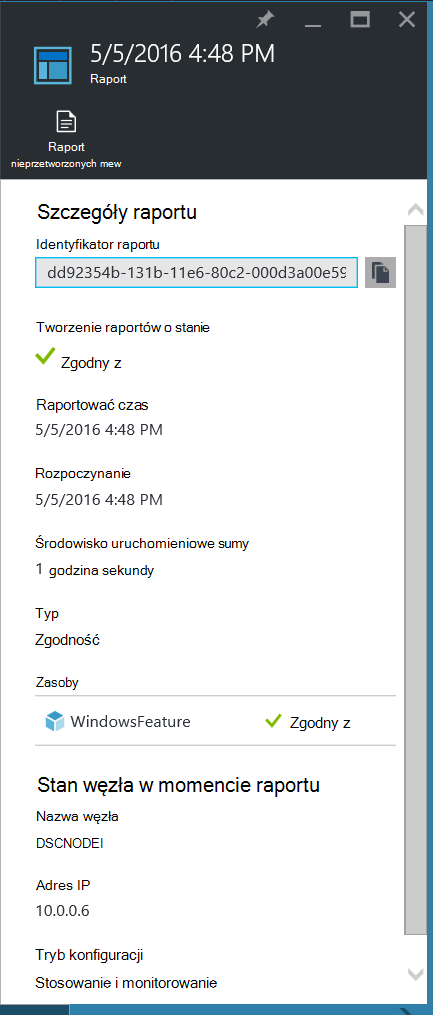 5/5/2016 4:48 PM
Raport
Raport
nieprzetworzonych mew
Szczegóły raportu
Identyfikator raportu
dd92354b-131b-11e6-80c2-000d3a00e59
Tworzenie raportów o stanie
Zgodny z
Raportować czas
5/5/2016 4:48 PM
Rozpoczynanie
5/5/2016 4:48 PM
Środowisko uruchomieniowe sumy
1 godzina sekundy
Typ
Zgodność
Zasoby
WindowsFeature Zgodny z
Stan węzła w momencie raportu
Nazwa węzła
DSCNODEI
Adres IP
10.0.0.6
Tryb konfiguracji
Stosowanie i monitorowanie